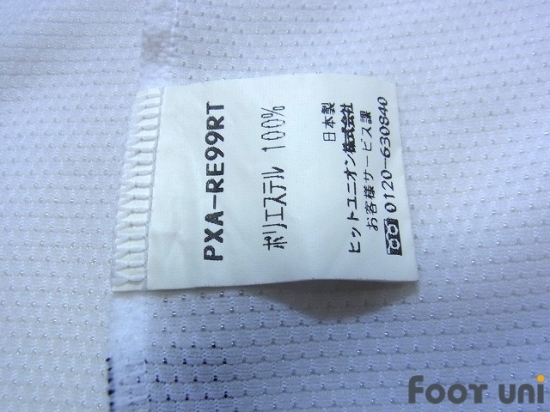 PXA-RE99RT
ポリエステル 100%
日本製
ヒットユニオン株式会社
お客様サービス課
0120-630840
FOOT UNI